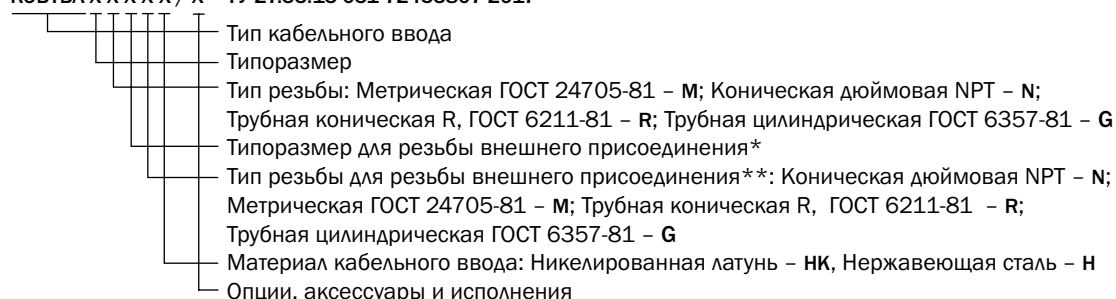 Тип кабельного ввода
Типоразмер
Тип резьбы: Метрическая ГОСТ 24705-81 – М; Коническая дюймовая NPT – N;
Трубная коническая R, ГОСТ 6211-81 – R; Трубная цилиндрическая ГОСТ 6357-81 – G
Типоразмер для резьбы внешнего присоединения*
Тип резьбы для резьбы внешнего присоединения**: Коническая дюймовая NPT – N;
Метрическая ГОСТ 24705-81 – М; Трубная коническая R, ГОСТ 6211-81 – R;
Трубная цилиндрическая ГОСТ 6357-81 – G
Материал кабельного ввода: Никелированная латунь – НК, Нержавеющая сталь – Н
Опции, аксессуары и исполнения